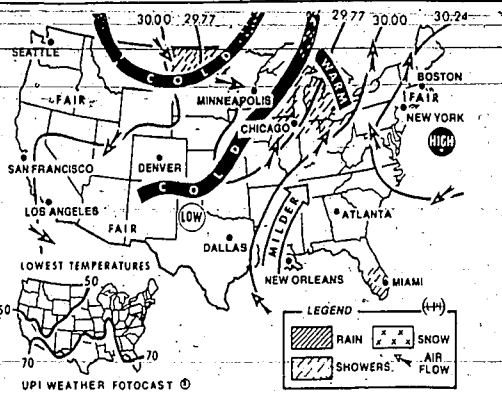 30.00 29.77 29.77 30.00 30.24
SEATTLE
COLD
WARM
BOSTON
FAIR
MINNEAPOLIS
FAIR
NEW YORK
CHICAGO
HIGH
SAN FRANCISCO
DENVER
COLD
LOS ANGELES
LOW
ATLANTA
FAIR
DALLAS
MILDER
LOWEST TEMPERATURES
50
50
NEW ORLEANS
MIAMI
LEGEND
RAIN
SNOW
SHOWERS
AIR
FLOW
70
70
UPI WEATHER FOTOCAST